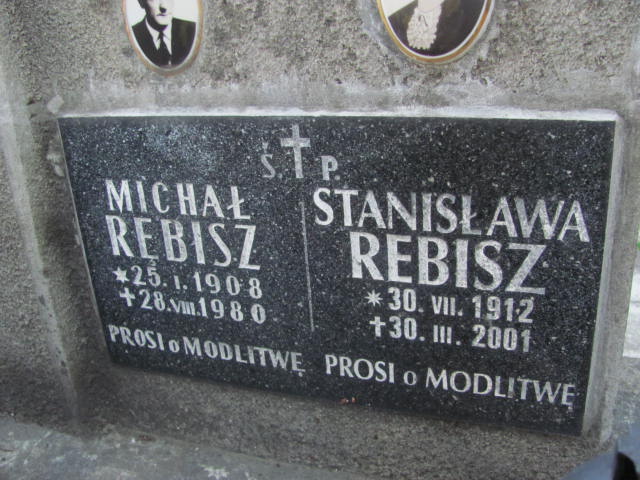 Ś.†P.
MICHAŁ
RĘBISZ
* 25. I. 1908
+ 28. VIII. 1980
PROSI o MODLITWĘ
STANISŁAWA
RĘBISZ
* 30. VII. 1912
† 30. III. 2001
PROSI o MODLITWĘ